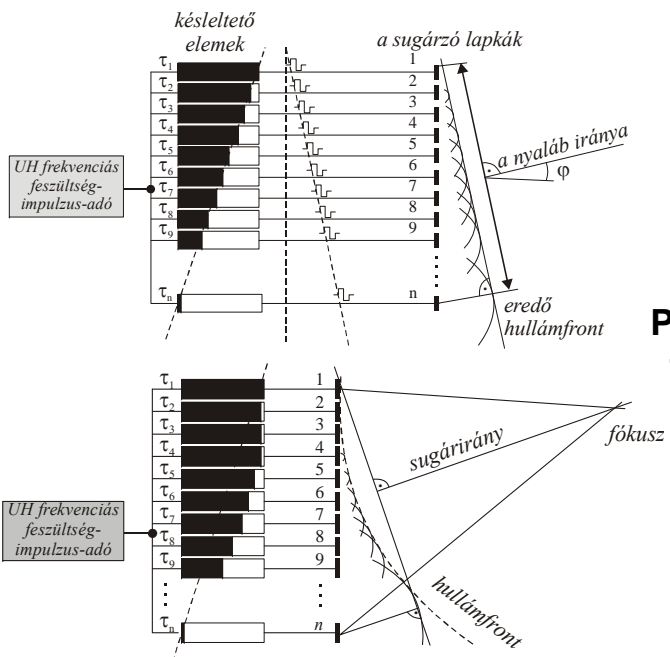 késleltető
elemek
a sugárzó lapkák
τ1
τ2
τ3
τ4
τ5
τ6
τ7
τ8
τ9
τn
1
2
3
4
5
6
7
8
9
n
UH frekvenciás
feszültség-
impulzus-adó
a nyaláb iránya
φ
eredő
hullámfront
P
τ1
τ2
τ3
τ4
τ5
τ6
τ7
τ8
τ9
τn
1
2
3
4
5
6
7
8
9
n
UH frekvenciás
feszültség-
impulzus-adó
sugárirány
fókusz
hullámfront